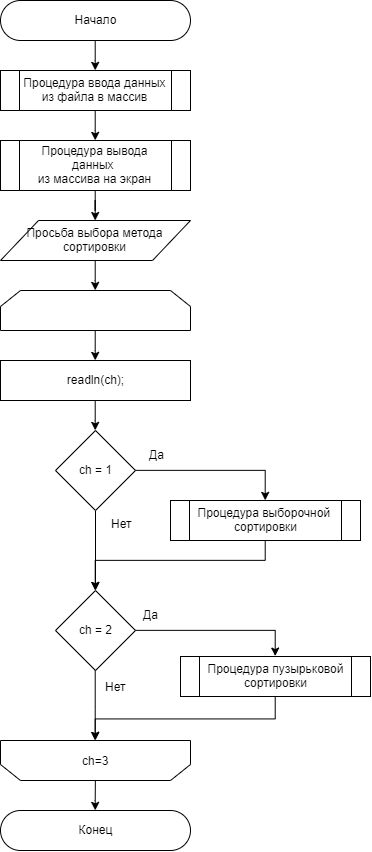 Начало
Процедура ввода данных
из файла в массив
Процедура вывода
данных
из массива на экран
Просьба выбора метода
сортировки
readln(ch);
ch = 1
Да
Нет
Процедура выборочной
сортировки
ch = 2
Да
Нет
Процедура пузырьковой
сортировки
ch=3
Конец